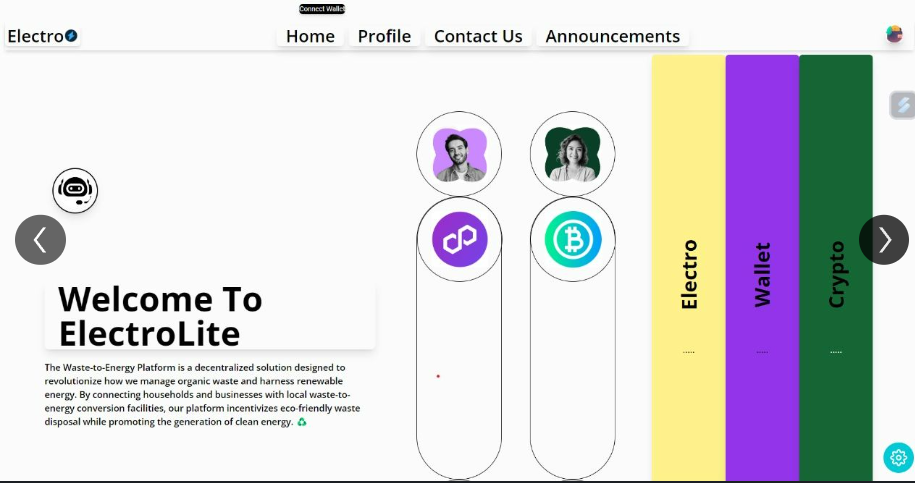 Connect Wallet
Electro
Home Profile Contact Us Announcements
Welcome To
ElectroLite
The Waste-to-Energy Platform is a decentralized solution designed to
revolutionize how we manage organic waste and harness renewable
energy. By connecting households and businesses with local waste-to-
energy conversion facilities, our platform incentivizes eco-friendly waste
disposal while promoting the generation of clean energy. ♻️
Electro
.....
Wallet
.....
Crypto
.....